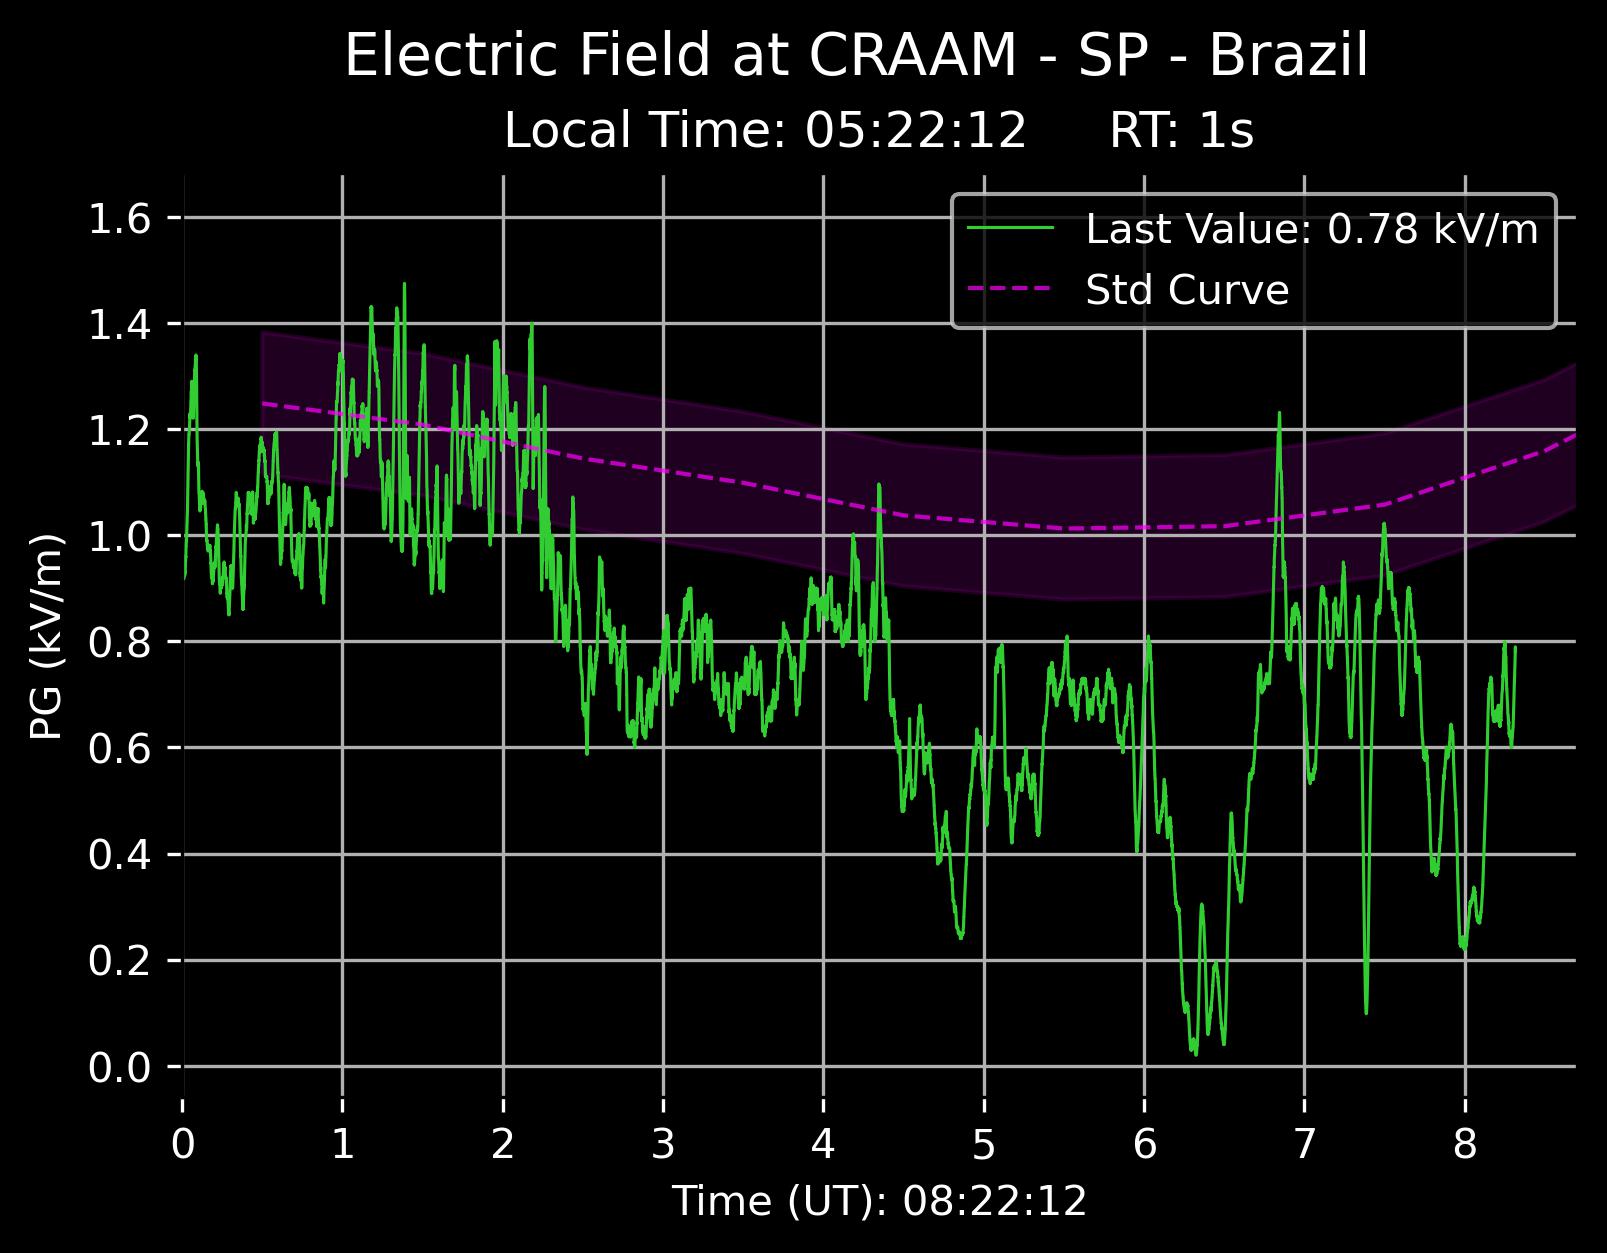 Electric Field at CRAAM - SP - Brazil
Local Time: 05:22:12 RT: 1s
Last Value: 0.78 kV/m
Std Curve
PG (kV/m)
1.6
1.4
1.2
1.0
0.8
0.6
0.4
0.2
0.0
0 1 2 3 4 5 6 7 8
Time (UT): 08:22:12